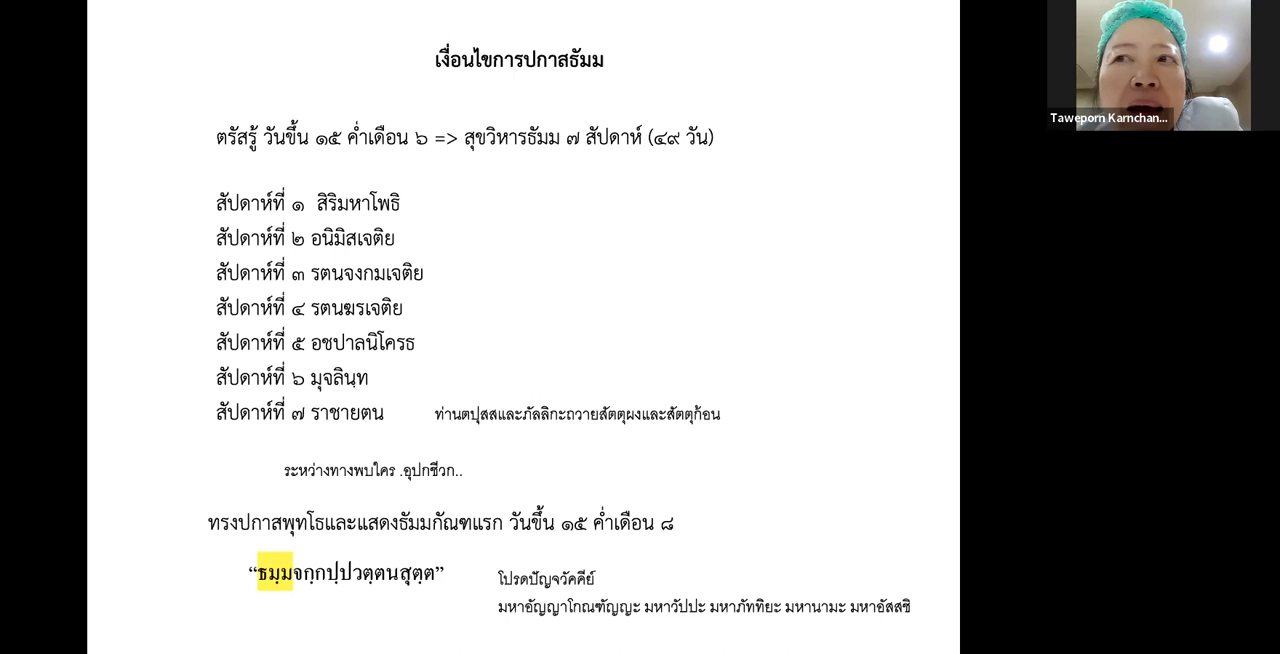 เงื่อนไขการปกาสธัมม
Taweporn Karnchan...
ตรัสรู้ วันขึ้น ๑๕ ค่ำเดือน ๖ => สุขวิหารธัมม ๗ สัปดาห์ (๔๙ วัน)
สัปดาห์ที่ ๑ สิริมหาโพธิ
สัปดาห์ที่ ๒ อนิมิสเจติย
สัปดาห์ที่ ๓ รตนจงกมเจติย
สัปดาห์ที่ ๔ รตนฆรเจติย
สัปดาห์ที่ ๕ อชปาลนิโครธ
สัปดาห์ที่ ๖ มุจลินฺท
สัปดาห์ที่ ๗ ราชายตน ท่านตปุสสและภัลลิกะถวายสัตตุผงและสัตตุก้อน
ระหว่างทางพบใคร .อุปกชีวก..
ทรงปกาสพุทโธและแสดงธัมมกัณฑแรก วันขึ้น ๑๕ ค่ำเดือน ๘
“ธมฺมจกฺกปฺปวตฺตนสุตฺต” โปรดปัญจวัคคีย์
มหาอัญญาโกณฑัญญะ มหาวัปปะ มหาภัททิยะ มหานามะ มหาอัสสชิ